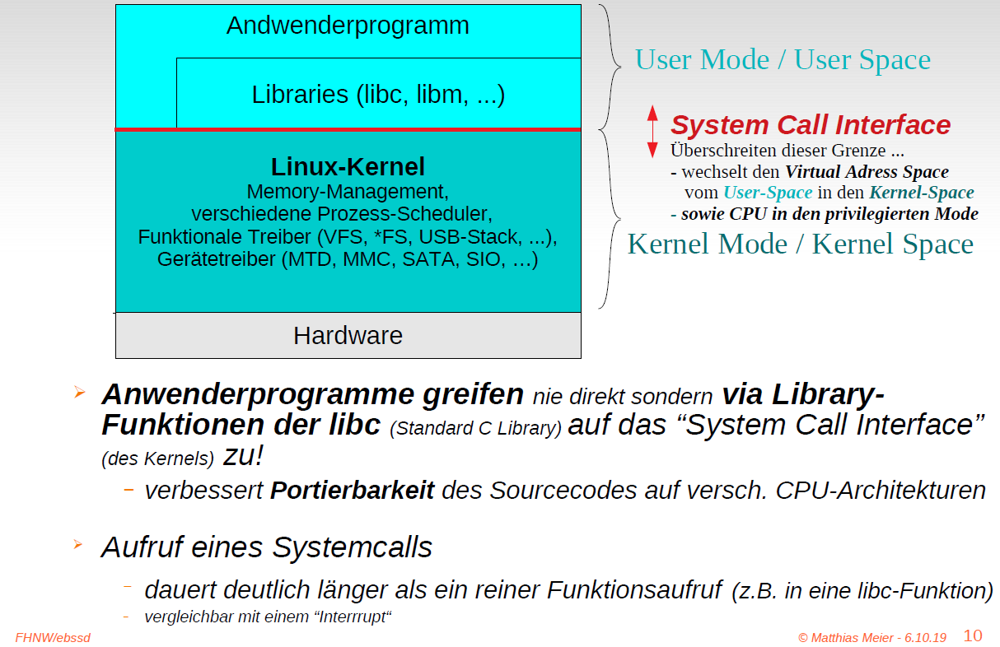 Andwenderprogramm
Libraries (libc, libm, ...)
User Mode / User Space
System Call Interface
Überschreiten dieser Grenze ...
- wechselt den Virtual Adress Space
vom User-Space in den Kernel-Space
- sowie CPU in den privilegierten Mode
Kernel Mode / Kernel Space
Linux-Kernel
Memory-Management,
verschiedene Prozess-Scheduler,
Funktionale Treiber (VFS, *FS, USB-Stack, ...),
Gerätetreiber (MTD, MMC, SATA, SIO, …)
Hardware
Anwenderprogramme greifen nie direkt sondern via Library-
Funktionen der libc (Standard C Library) auf das “System Call Interface”
(des Kernels) zu!
– verbessert Portierbarkeit des Sourcecodes auf versch. CPU-Architekturen
Aufruf eines Systemcalls
– dauert deutlich länger als ein reiner Funktionsaufruf (z.B. in eine libc-Funktion)
– vergleichbar mit einem “Interrrupt“
FHNW/ebssd
© Matthias Meier - 6.10.19 10